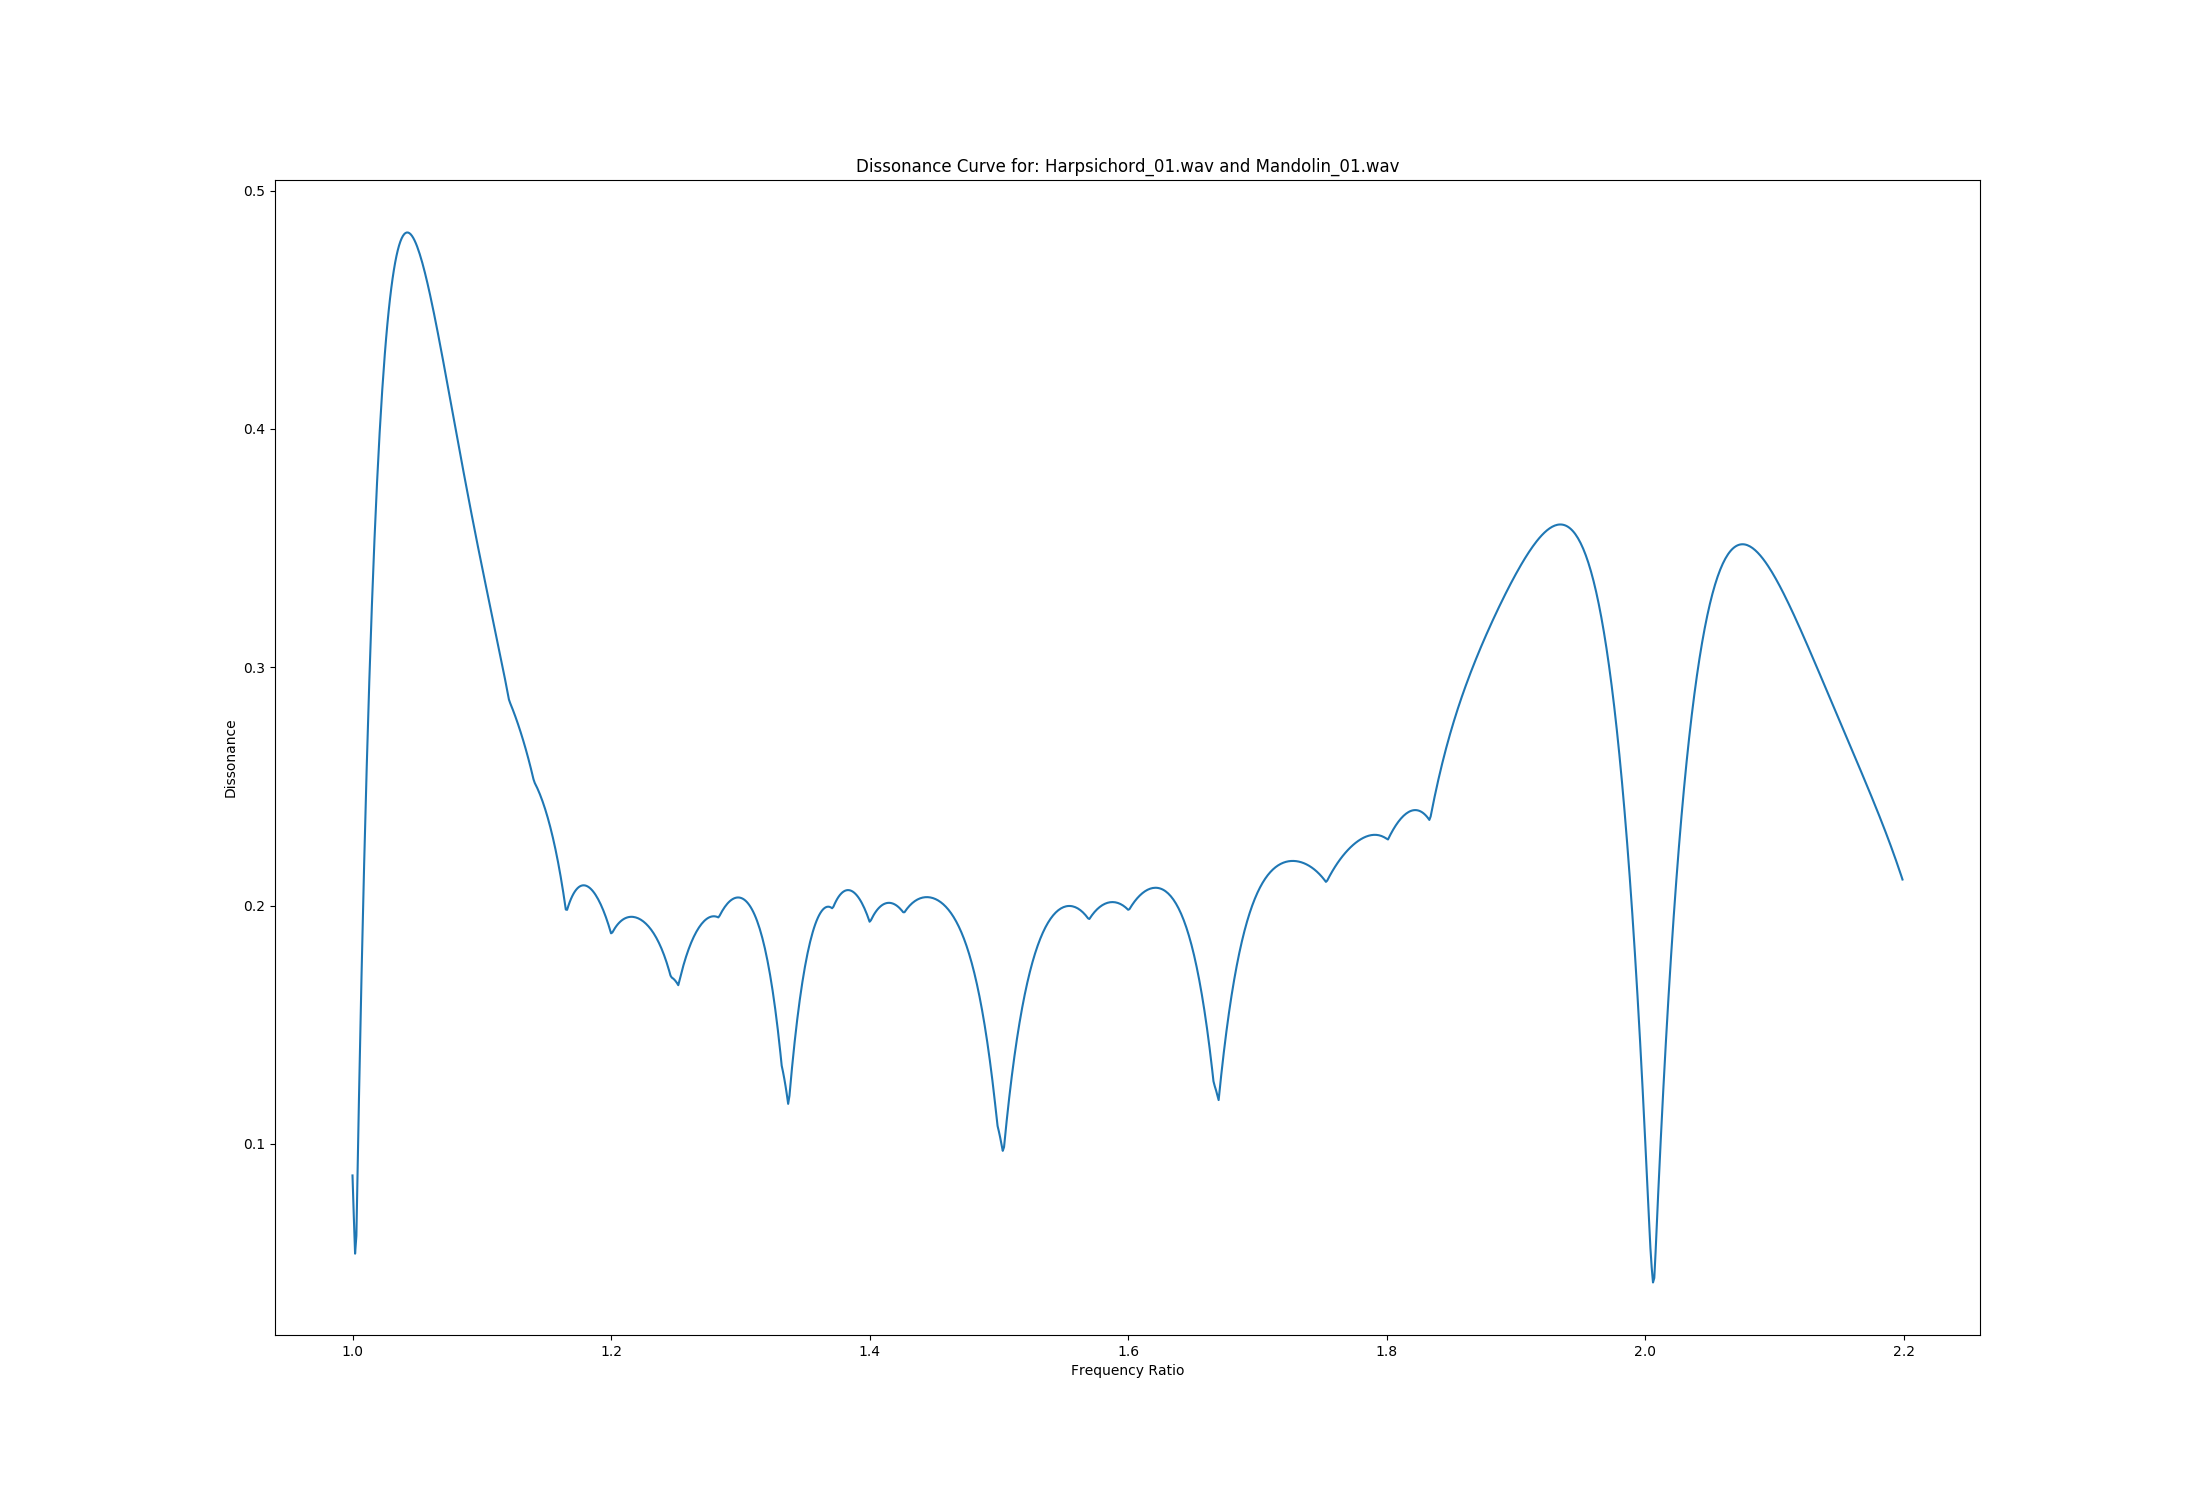 Dissonance Curve for: Harpsichord_01.wav and Mandolin_01.wav
0.5
0.4
0.3
0.2
0.1
Dissonance
1.0 1.2 1.4 1.6 1.8 2.0 2.2
Frequency Ratio